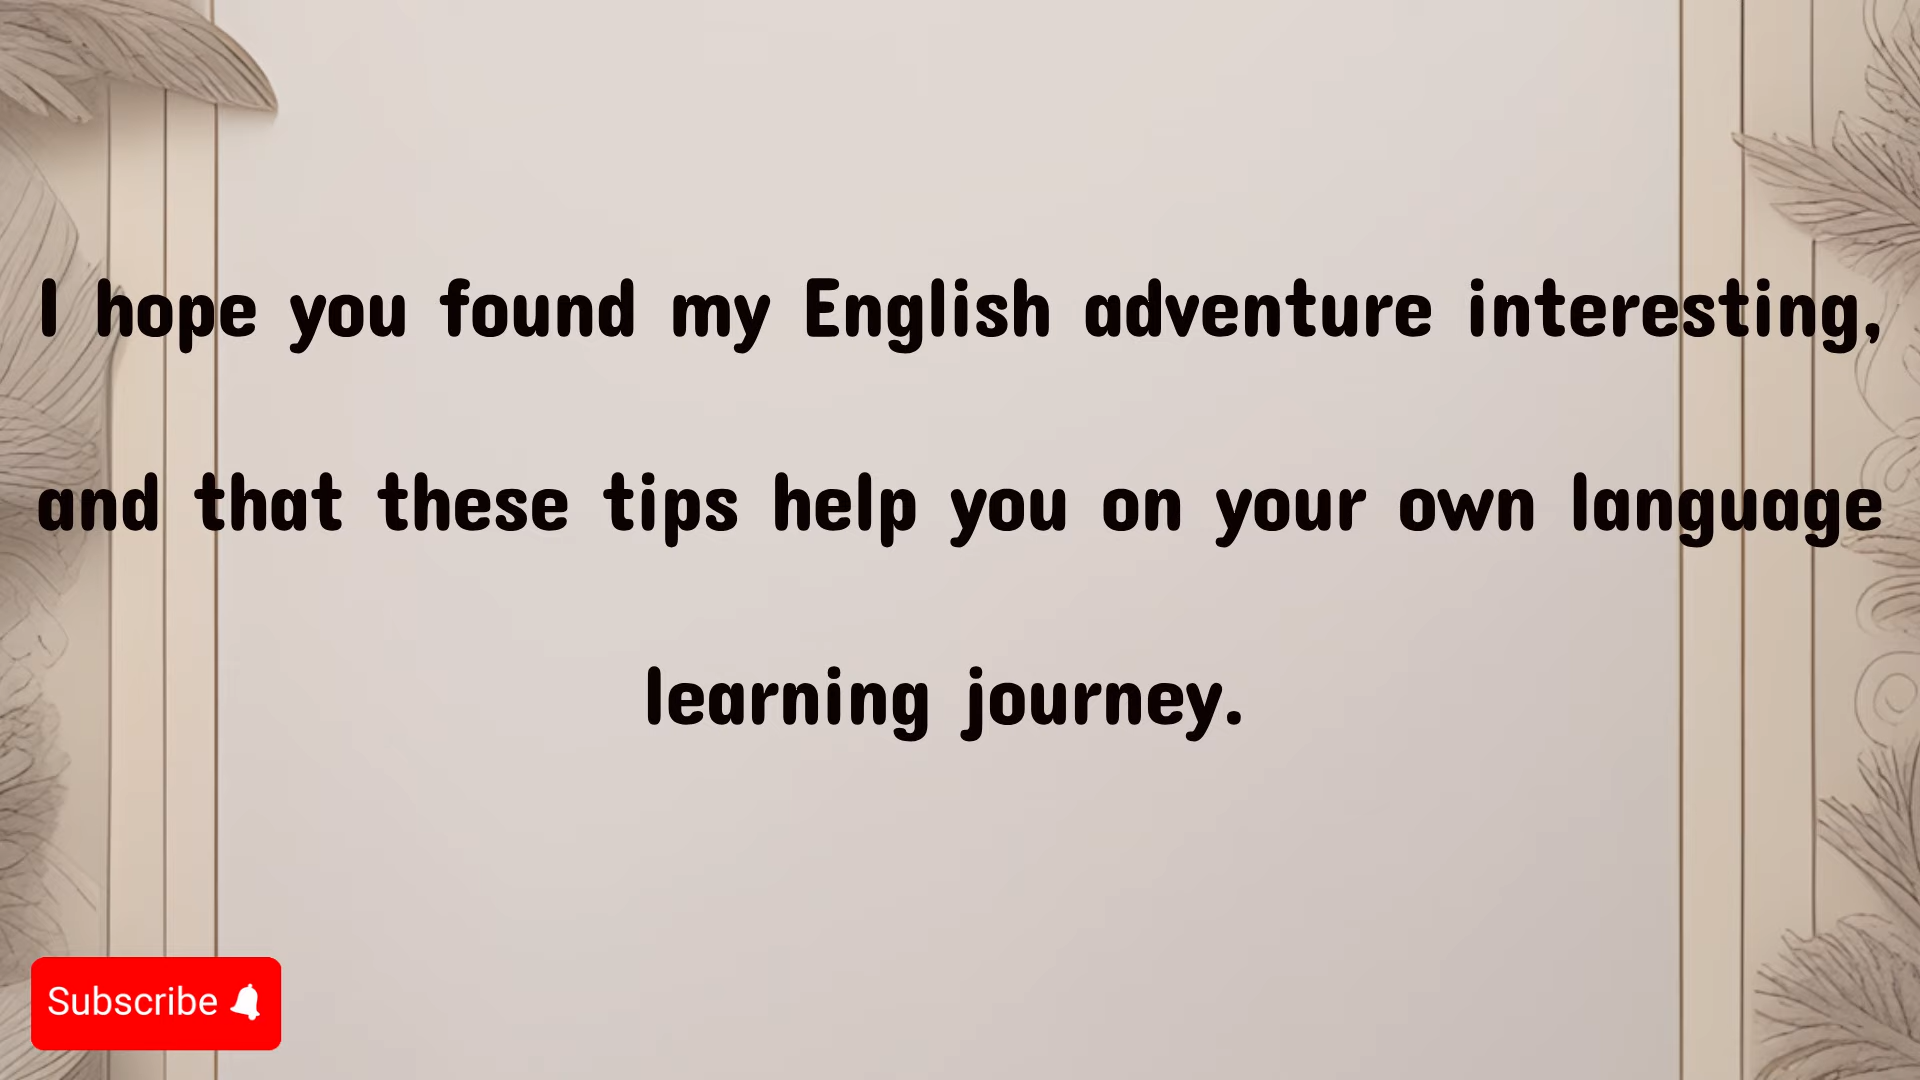 I hope you found my English adventure interesting,
and that these tips help you on your own language
learning journey.
Subscribe